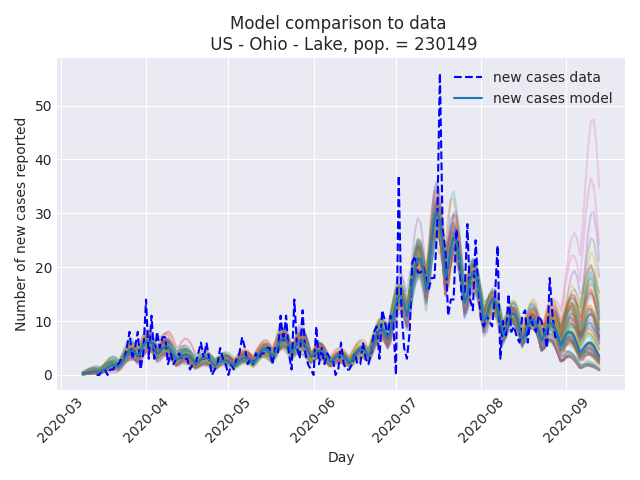 Model comparison to data
US - Ohio - Lake, pop. = 230149
new cases data
new cases model
Number of new cases reported
50
40
30
20
10
0
2020-03
2020-04
2020-05
2020-06
2020-07
2020-08
2020-09
Day